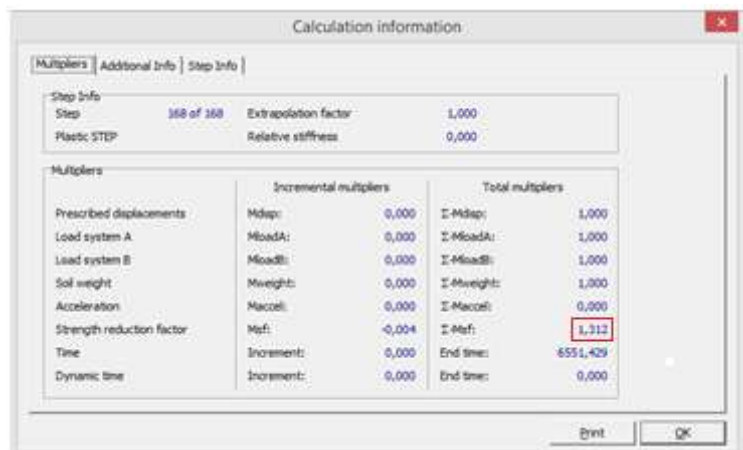 Calculation information
Multipliers Additional Info Step Info
Step Info
Step 168 of 168 Extrapolation factor 1,000
Plastic STEP Relative stiffness 0,000
Multipliers
Incremental multipliers Total multipliers
Prescribed displacements Mdisp: 0,000 Σ-Mdisp: 1,000
Load system A MloadA: 0,000 Σ-MloadA: 1,000
Load system B MloadB: 0,000 Σ-MloadB: 1,000
Soil weight Mweight: 0,000 Σ-Mweight: 1,000
Acceleration Maccel: 0,000 Σ-Maccel: 0,000
Strength reduction factor Msf: -0,004 Σ-Msf: 1,312
Time Increment: 0,000 End time: 6551,429
Dynamic time Increment: 0,000 End time: 0,000
Print OK